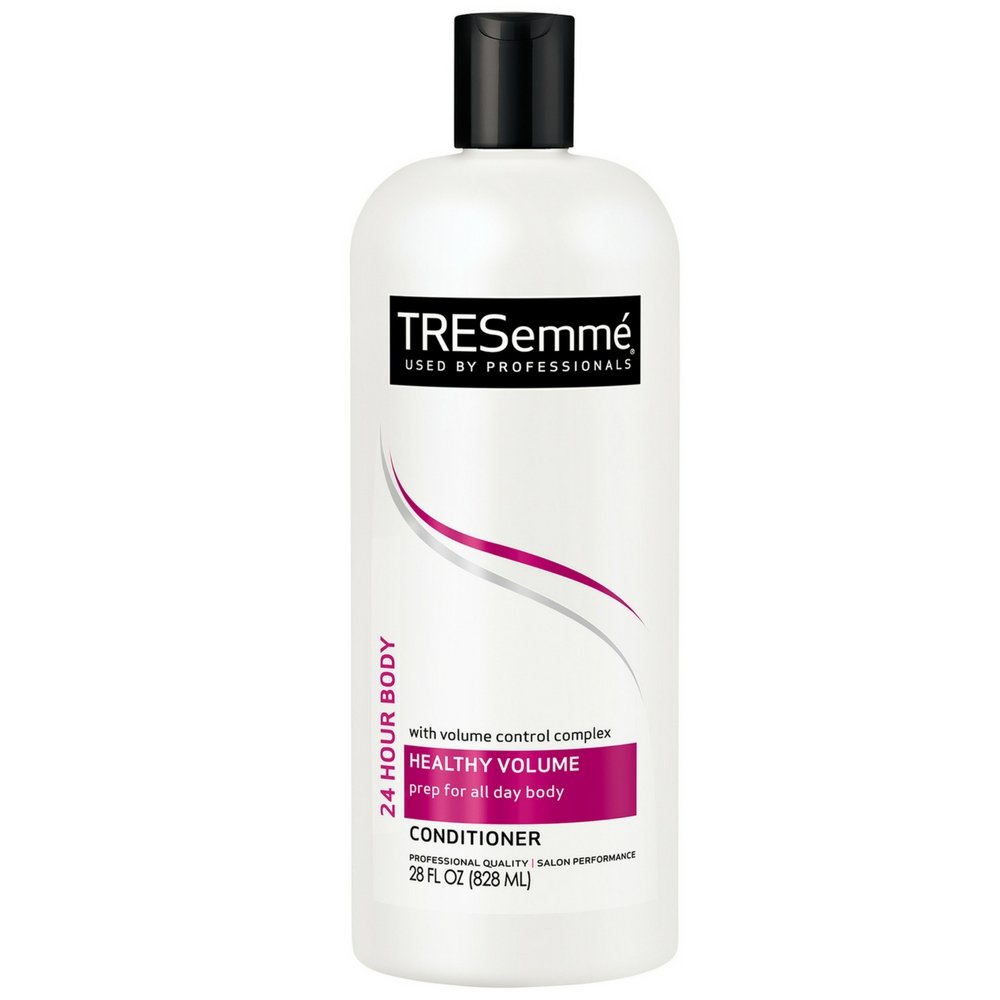 TRESemmé®
USED BY PROFESSIONALS
24 HOUR BODY
with volume control complex
HEALTHY VOLUME
prep for all day body
CONDITIONER
PROFESSIONAL QUALITY | SALON PERFORMANCE
28 FL OZ (828 ML)